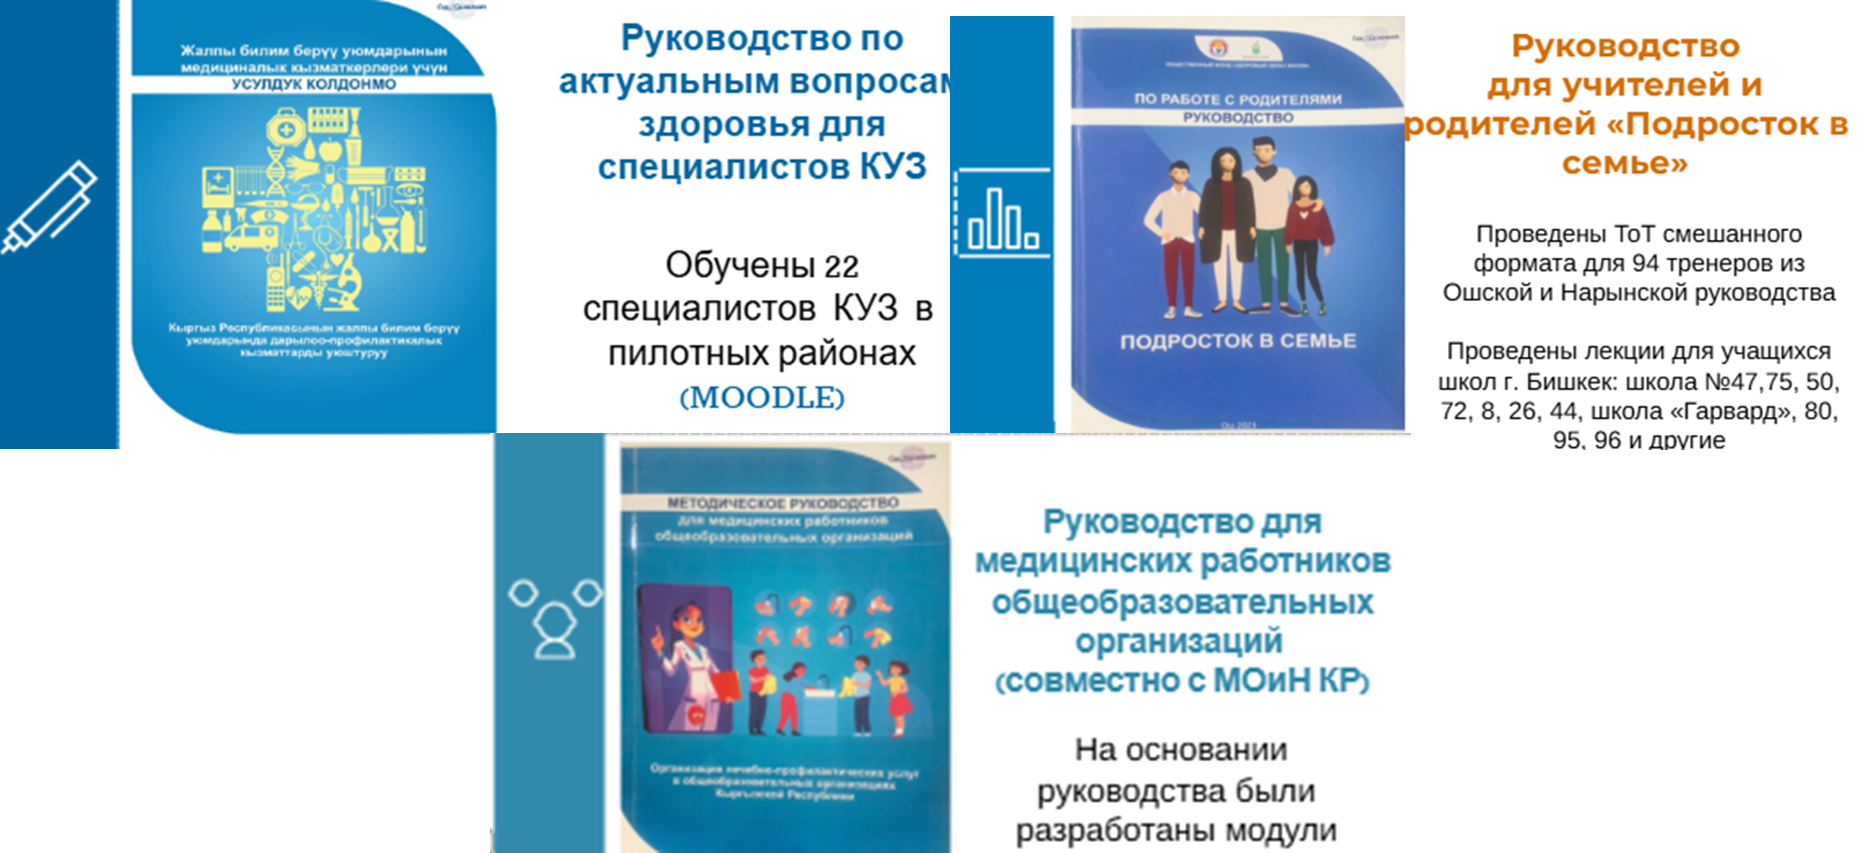 Жалпы билим берүү уюмдарынын
медициналык кызматкерлери үчүн
УСУЛДУК КОЛДОНМО
Кыргыз Республикасынын жалпы билим берүү
уюмдарында дарылоо-профилактикалык
кызматтарды уюштуруу
Руководство по
актуальным вопросам
здоровья для
специалистов КУЗ
Обучены 22
специалистов КУЗ в
пилотных районах
(MOODLE)
ПО РАБОТЕ С РОДИТЕЛЯМИ
РУКОВОДСТВО
ПОДРОСТОК В СЕМЬЕ
Ош 2023
Руководство
для учителей и
родителей «Подросток в
семье»
Проведены ТоТ смешанного
формата для 94 тренеров из
Ошской и Нарынской руководства
Проведены лекции для учащихся
школ г. Бишкек: школа №47,75, 50,
72, 8, 26, 44, школа «Гарвард», 80,
95, 96 и другие
МЕТОДИЧЕСКОЕ РУКОВОДСТВО
для медицинских работников
общеобразовательных организаций
Организация лечебно-профилактических услуг
в общеобразовательных организациях
Кыргызской Республики
Руководство для
медицинских работников
общеобразовательных
организаций
(совместно с МОиН КР)
На основании
руководства были
разработаны модули